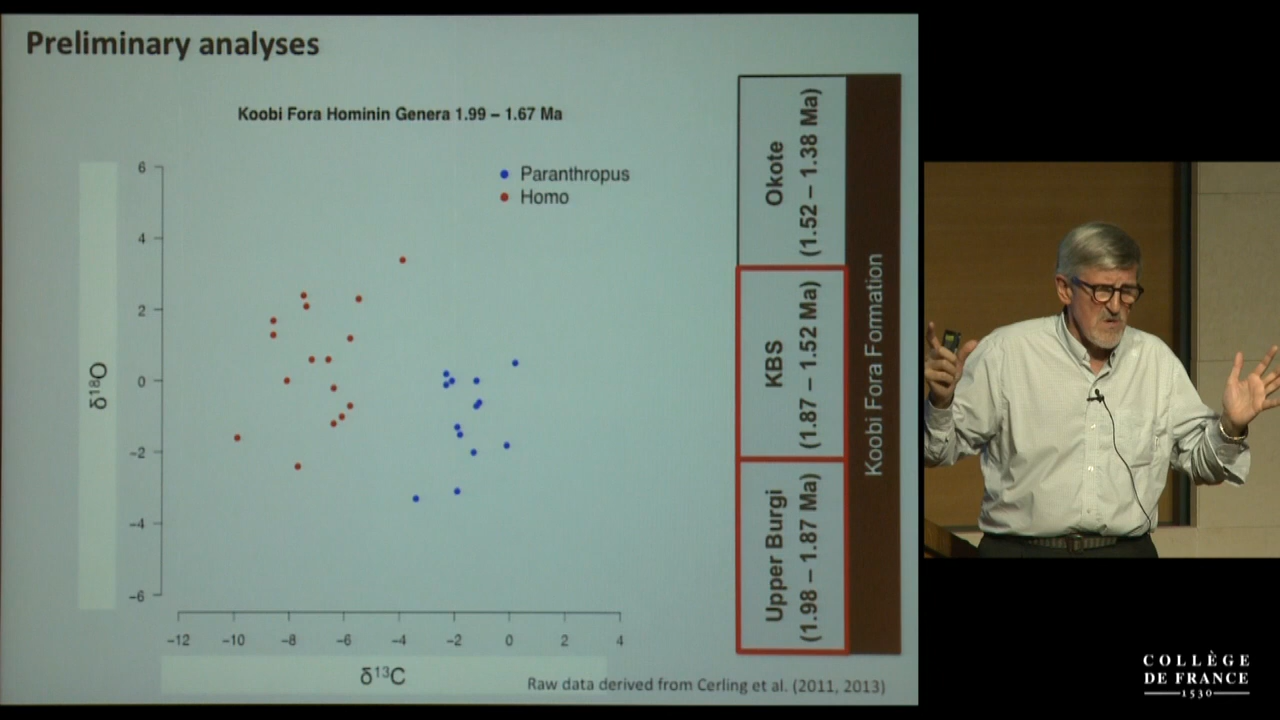 Preliminary analyses
Koobi Fora Hominin Genera 1.99 – 1.67 Ma
Paranthropus
Homo
6
4
2
0
−2
−4
−6
δ¹⁸O
−12 −10 −8 −6 −4 −2 0 2 4
δ¹³C
Raw data derived from Cerling et al. (2011, 2013)
Okote
(1.52 – 1.38 Ma)
KBS
(1.87 – 1.52 Ma)
Upper Burgi
(1.98 – 1.87 Ma)
Koobi Fora Formation
COLLÈGE
DE FRANCE
1530